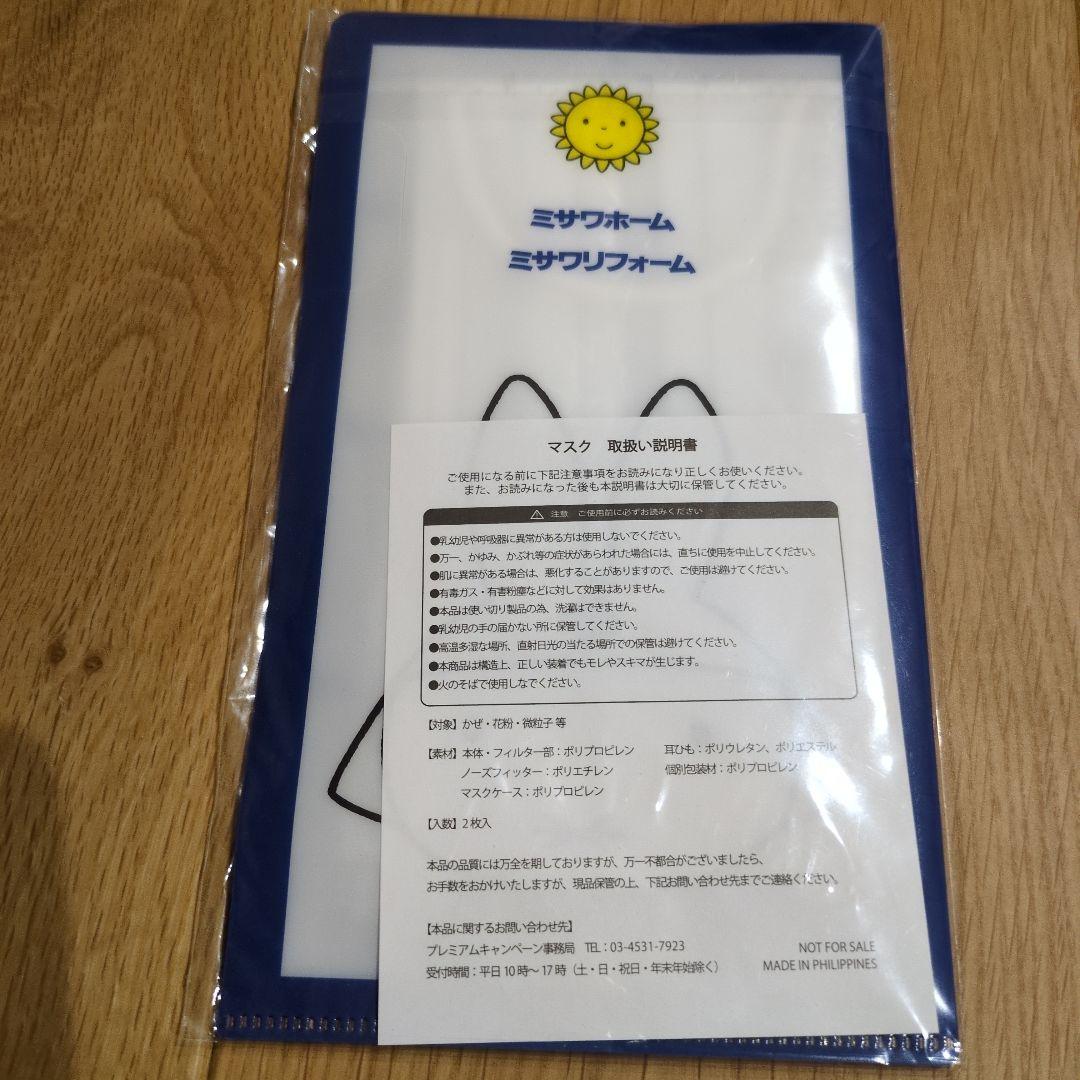 ミサワホーム
ミサワリフォーム
マスク 取扱い説明書
ご使用になる前に下記注意事項をお読みになり正しくお使いください。
また、お読みになった後も本説明書は大切に保管してください。
注意 ご使用前に必ずお読みください
●乳幼児や呼吸器に異常がある方は使用しないでください。
●万一、かゆみ、かぶれ等の症状があらわれた場合には、直ちに使用を中止してください。
●肌に異常がある場合は、悪化することがありますので、ご使用は避けてください。
●有毒ガス・有害粉塵などに対して効果はありません。
●本品は使い切り製品の為、洗濯はできません。
●乳幼児の手の届かない所に保管してください。
●高温多湿な場所、直射日光の当たる場所での保管は避けてください。
●本商品は構造上、正しい装着でもモレやスキマが生じます。
●火のそばで使用しなでください。
【対象】かぜ・花粉・微粒子 等
【素材】本体・フィルター部：ポリプロピレン 耳ひも：ポリウレタン、ポリエステル
ノーズフィッター：ポリエチレン 個別包装材：ポリプロピレン
マスクケース：ポリプロピレン
【入数】2枚入
本品の品質には万全を期しておりますが、万一不都合がございましたら、
お手数をおかけいたしますが、現品保管の上、下記お問い合わせ先までご連絡ください。
【本品に関するお問い合わせ先】
プレミアムキャンペーン事務局 TEL：03-4531-7923 NOT FOR SALE
受付時間：平日10時～17時（土・日・祝日・年末年始除く） MADE IN PHILIPPINES